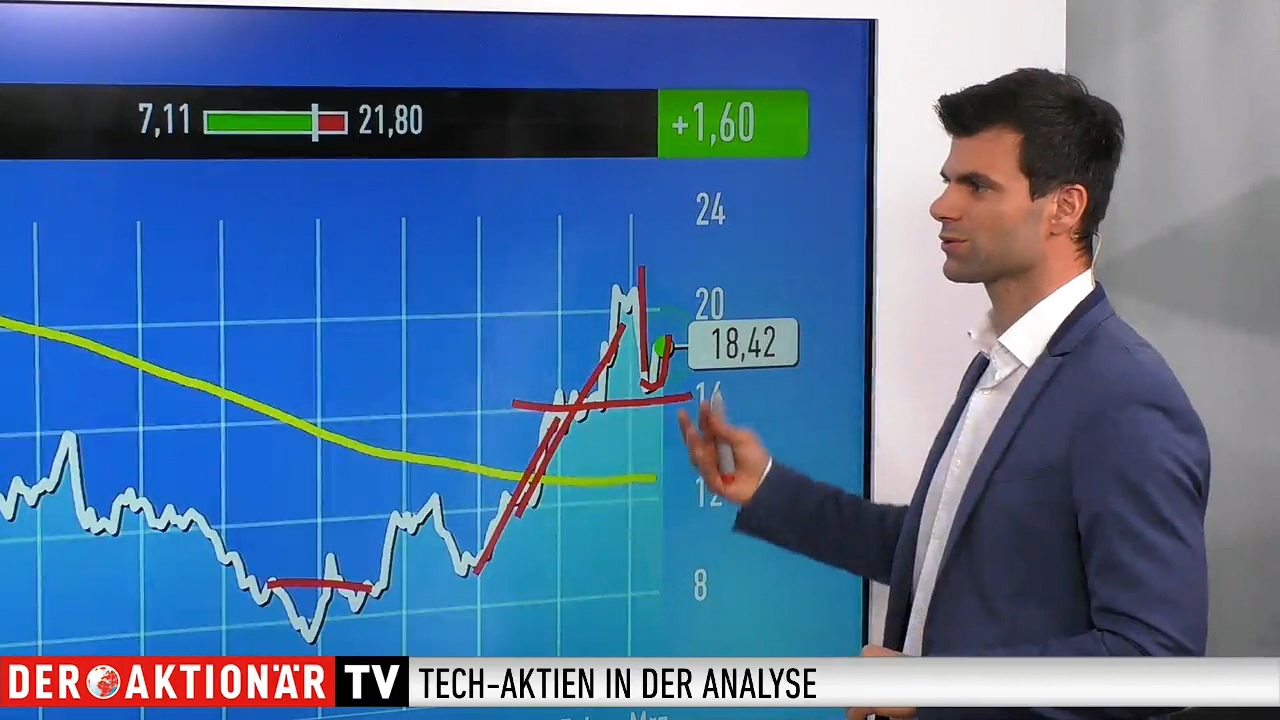 7,11 21,80 +1,60
24
20
18,42
12
8
DER AKTIONÄR TV TECH-AKTIEN IN DER ANALYSE